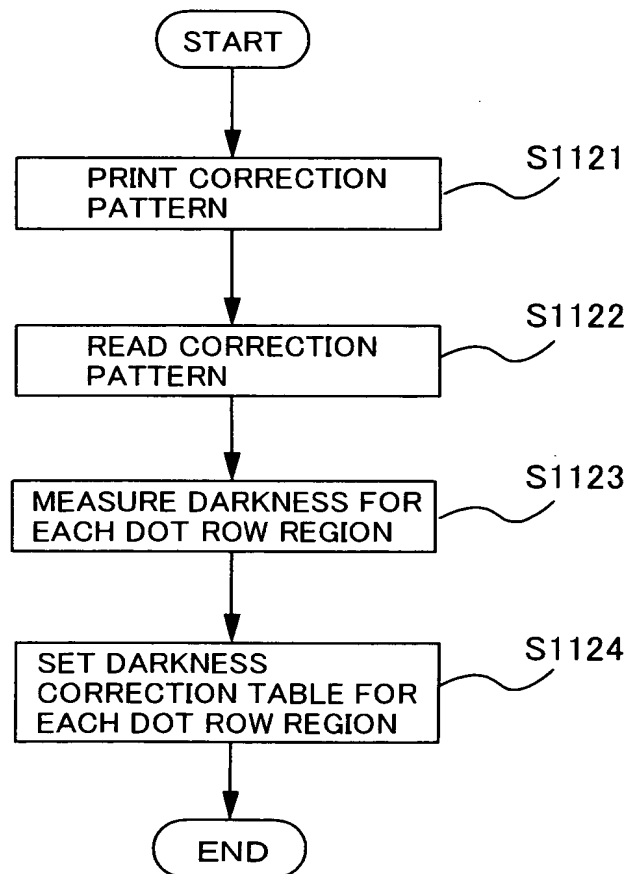 START
S1121
PRINT CORRECTION
PATTERN
S1122
READ CORRECTION
PATTERN
S1123
MEASURE DARKNESS FOR
EACH DOT ROW REGION
S1124
SET DARKNESS
CORRECTION TABLE FOR
EACH DOT ROW REGION
END